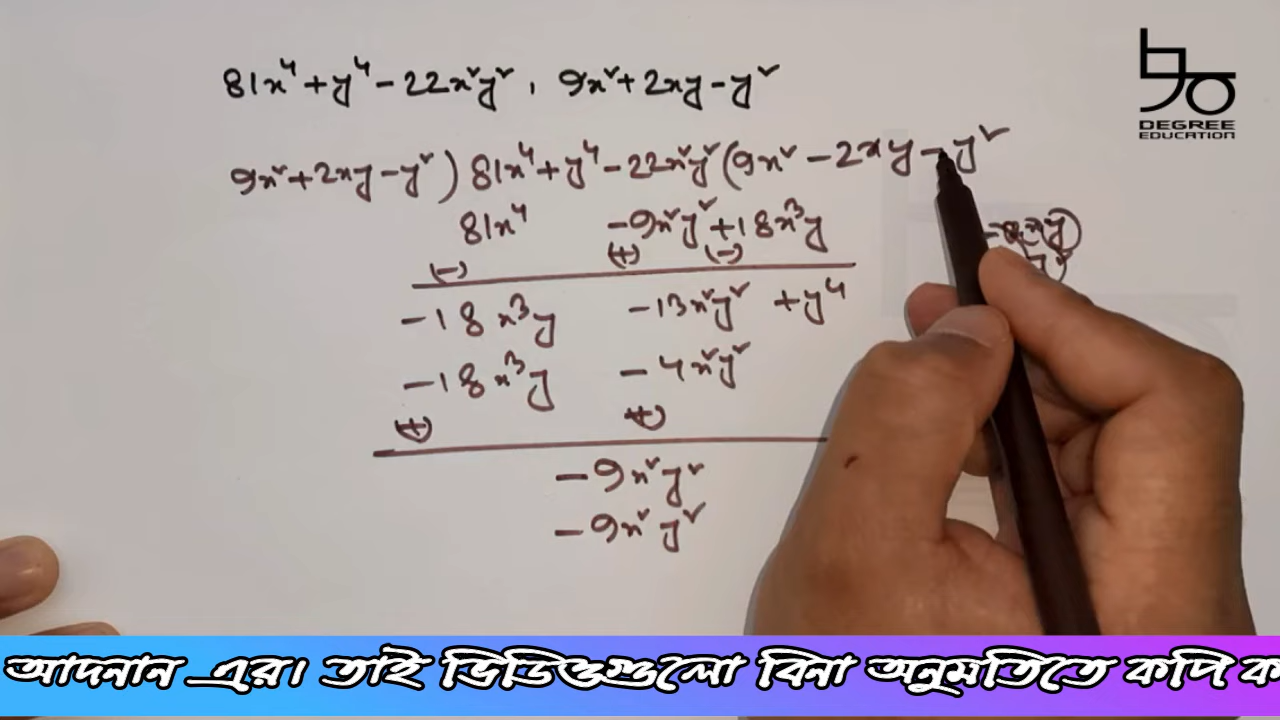 81x⁴ + y⁴ - 22x²y², 9x² + 2xy - y²
DEGREE
EDUCATION
9x² + 2xy - y² ) 81x⁴ + y⁴ - 22x²y² ( 9x² - 2xy - y²
81x⁴ - 9x²y² + 18x³y
(-) (+) (-)
-18x³y -13x²y² + y⁴
-18x³y - 4x²y²
(+) (+)
-9x²y²
-9x²y²
আদনান এর। তাই ভিডিওগুলো বিনা অনুমতিতে কপি ক